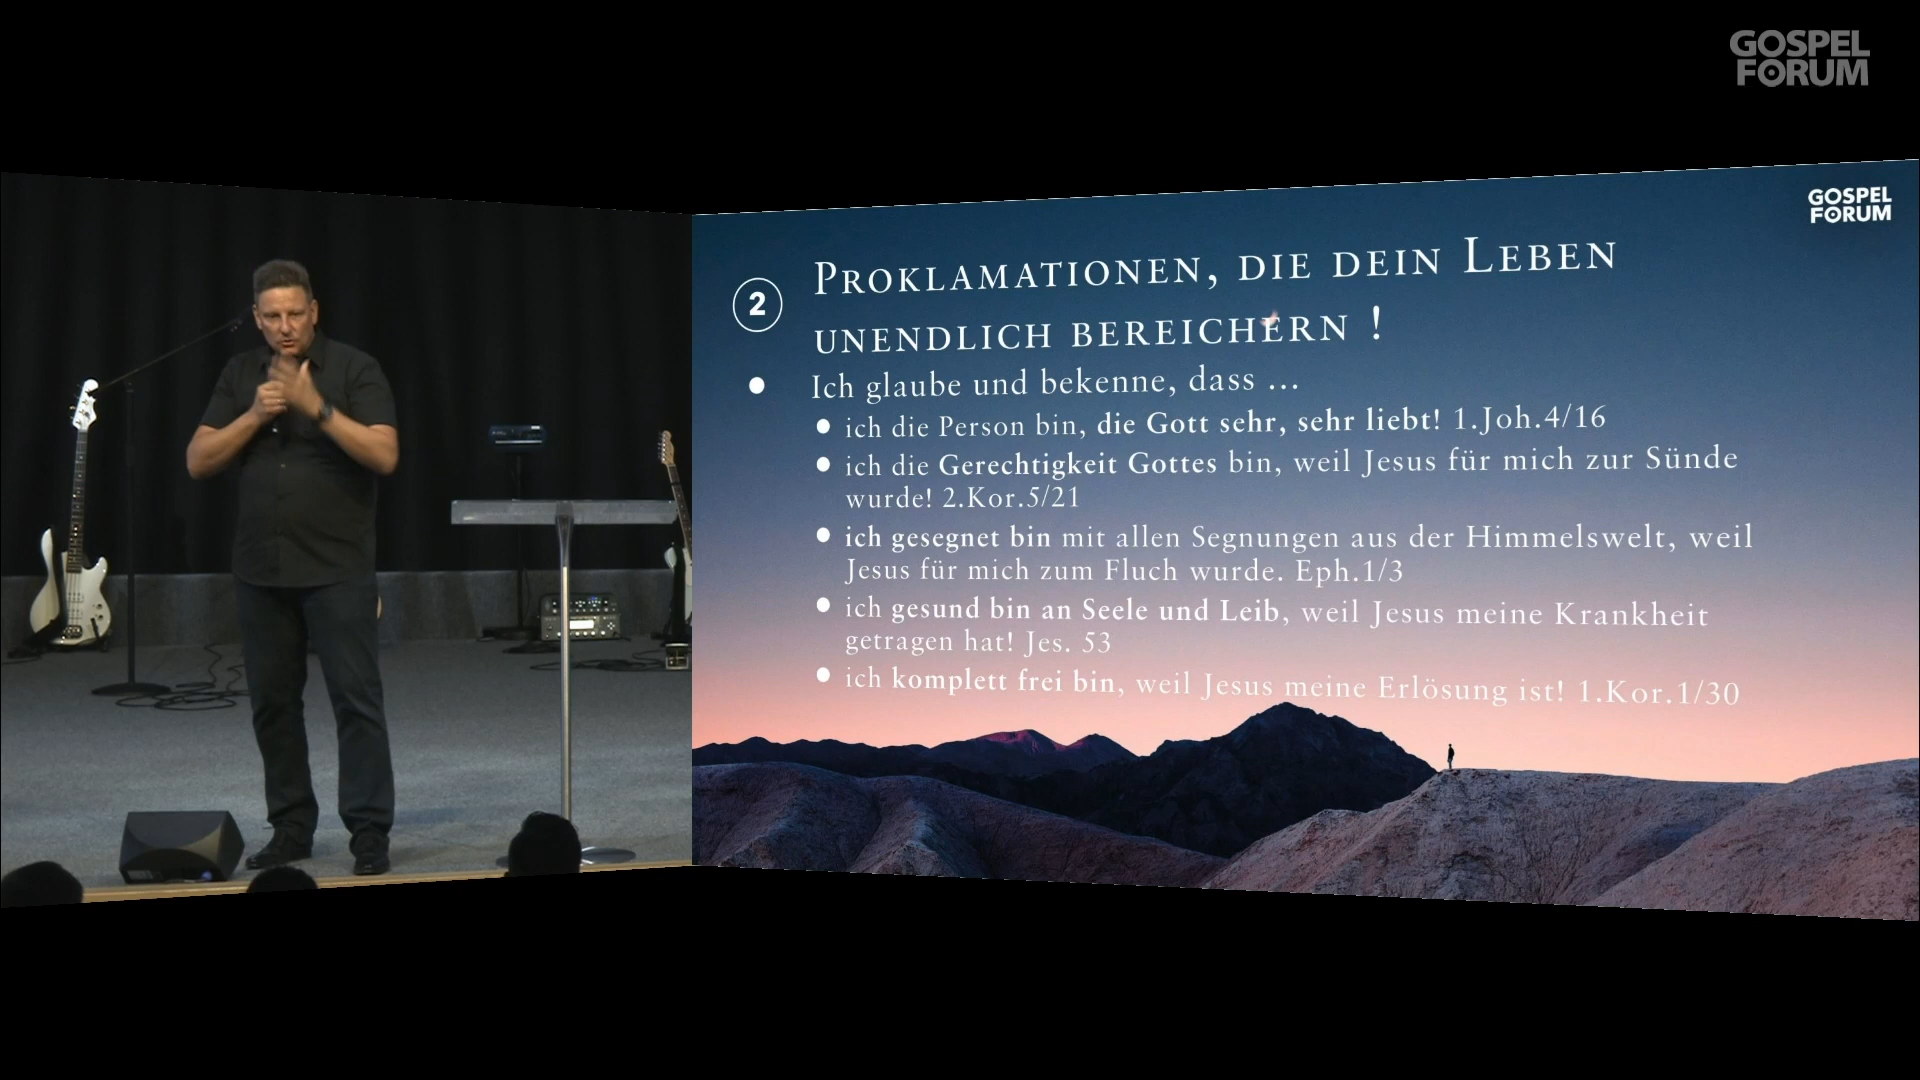 GOSPEL
FORUM
GOSPEL
FORUM
2
Proklamationen, die dein Leben
unendlich bereichern !
Ich glaube und bekenne, dass ...
ich die Person bin, die Gott sehr, sehr liebt! 1.Joh.4/16
ich die Gerechtigkeit Gottes bin, weil Jesus für mich zur Sünde
wurde! 2.Kor.5/21
ich gesegnet bin mit allen Segnungen aus der Himmelswelt, weil
Jesus für mich zum Fluch wurde. Eph.1/3
ich gesund bin an Seele und Leib, weil Jesus meine Krankheit
getragen hat! Jes. 53
ich komplett frei bin, weil Jesus meine Erlösung ist! 1.Kor.1/30